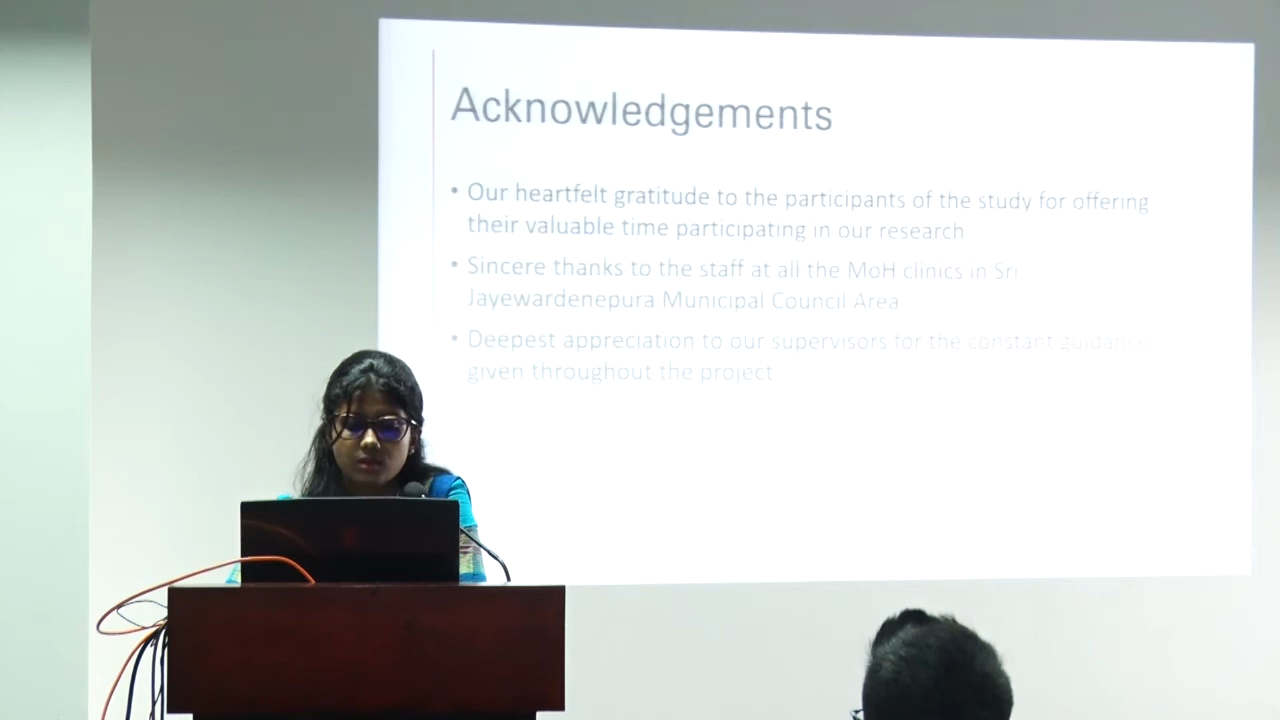 Acknowledgements
• Our heartfelt gratitude to the participants of the study for offering
their valuable time participating in our research
• Sincere thanks to the staff at all the MoH clinics in Sri
Jayewardenepura Municipal Council Area
• Deepest appreciation to our supervisors for the constant guidance
given throughout the project